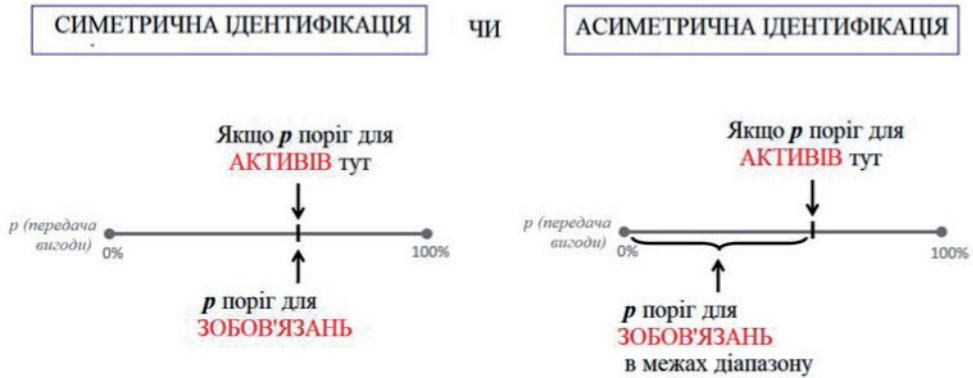 СИМЕТРИЧНА ІДЕНТИФІКАЦІЯ
ЧИ
АСИМЕТРИЧНА ІДЕНТИФІКАЦІЯ
Якщо p поріг для
АКТИВІВ тут
p (передача
вигоди)
0%
100%
p поріг для
ЗОБОВ'ЯЗАНЬ
Якщо p поріг для
АКТИВІВ тут
p (передача
вигоди)
0%
100%
p поріг для
ЗОБОВ'ЯЗАНЬ
в межах діапазону